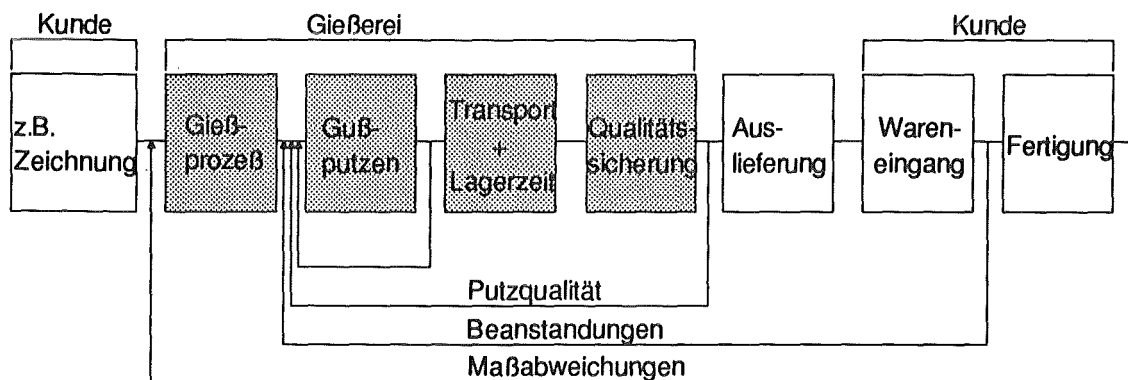 Kunde
Gießerei
Kunde
z.B.
Zeichnung
Gieß-
prozeß
Guß-
putzen
Transport
+
Lagerzeit
Qualitäts-
sicherung
Aus-
lieferung
Waren-
eingang
Fertigung
Putzqualität
Beanstandungen
Maßabweichungen